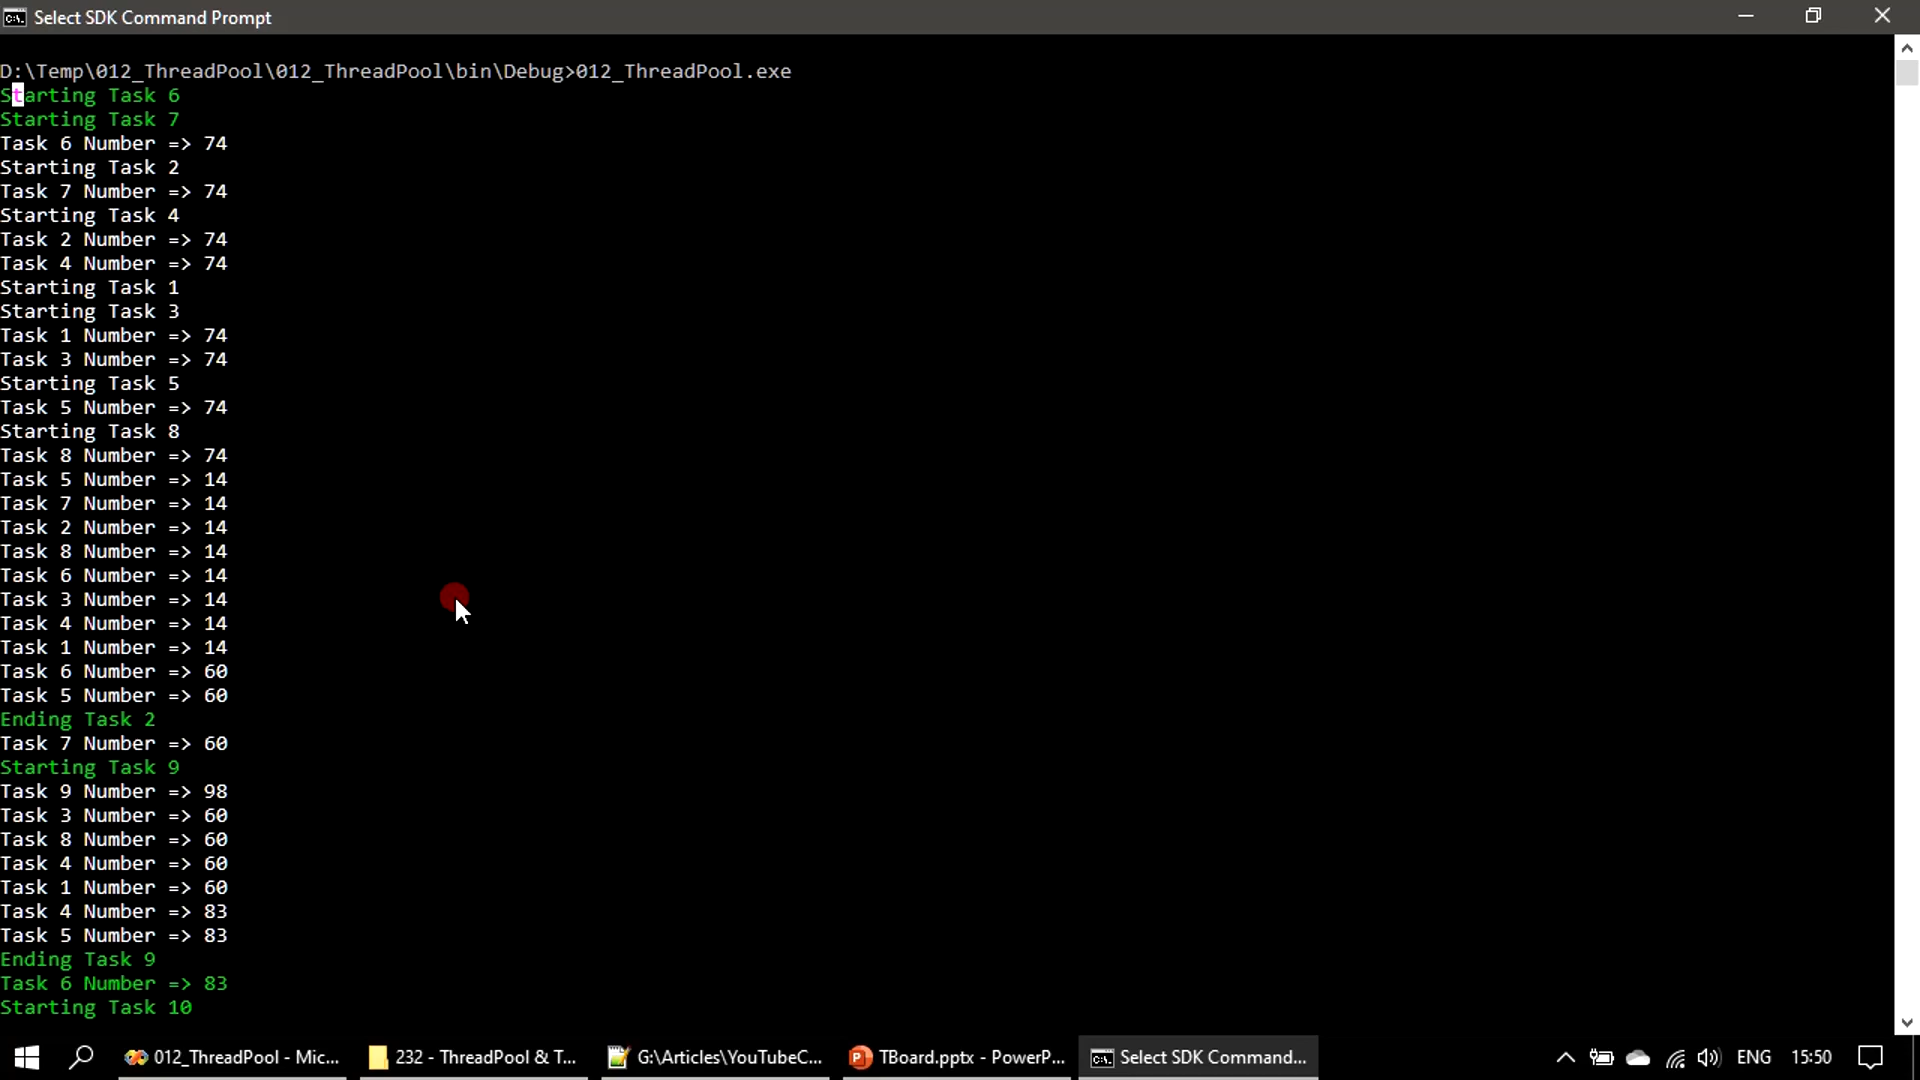 Select SDK Command Prompt
D:\Temp\012_ThreadPool\012_ThreadPool\bin\Debug>012_ThreadPool.exe
Starting Task 6
Starting Task 7
Task 6 Number => 74
Starting Task 2
Task 7 Number => 74
Starting Task 4
Task 2 Number => 74
Task 4 Number => 74
Starting Task 1
Starting Task 3
Task 1 Number => 74
Task 3 Number => 74
Starting Task 5
Task 5 Number => 74
Starting Task 8
Task 8 Number => 74
Task 5 Number => 14
Task 7 Number => 14
Task 2 Number => 14
Task 8 Number => 14
Task 6 Number => 14
Task 3 Number => 14
Task 4 Number => 14
Task 1 Number => 14
Task 6 Number => 60
Task 5 Number => 60
Ending Task 2
Task 7 Number => 60
Starting Task 9
Task 9 Number => 98
Task 3 Number => 60
Task 8 Number => 60
Task 4 Number => 60
Task 1 Number => 60
Task 4 Number => 83
Task 5 Number => 83
Ending Task 9
Task 6 Number => 83
Starting Task 10
012_ThreadPool - Mic... 232 - ThreadPool & T... G:\Articles\YouTubeC... TBoard.pptx - PowerP... Select SDK Command... ENG 15:50